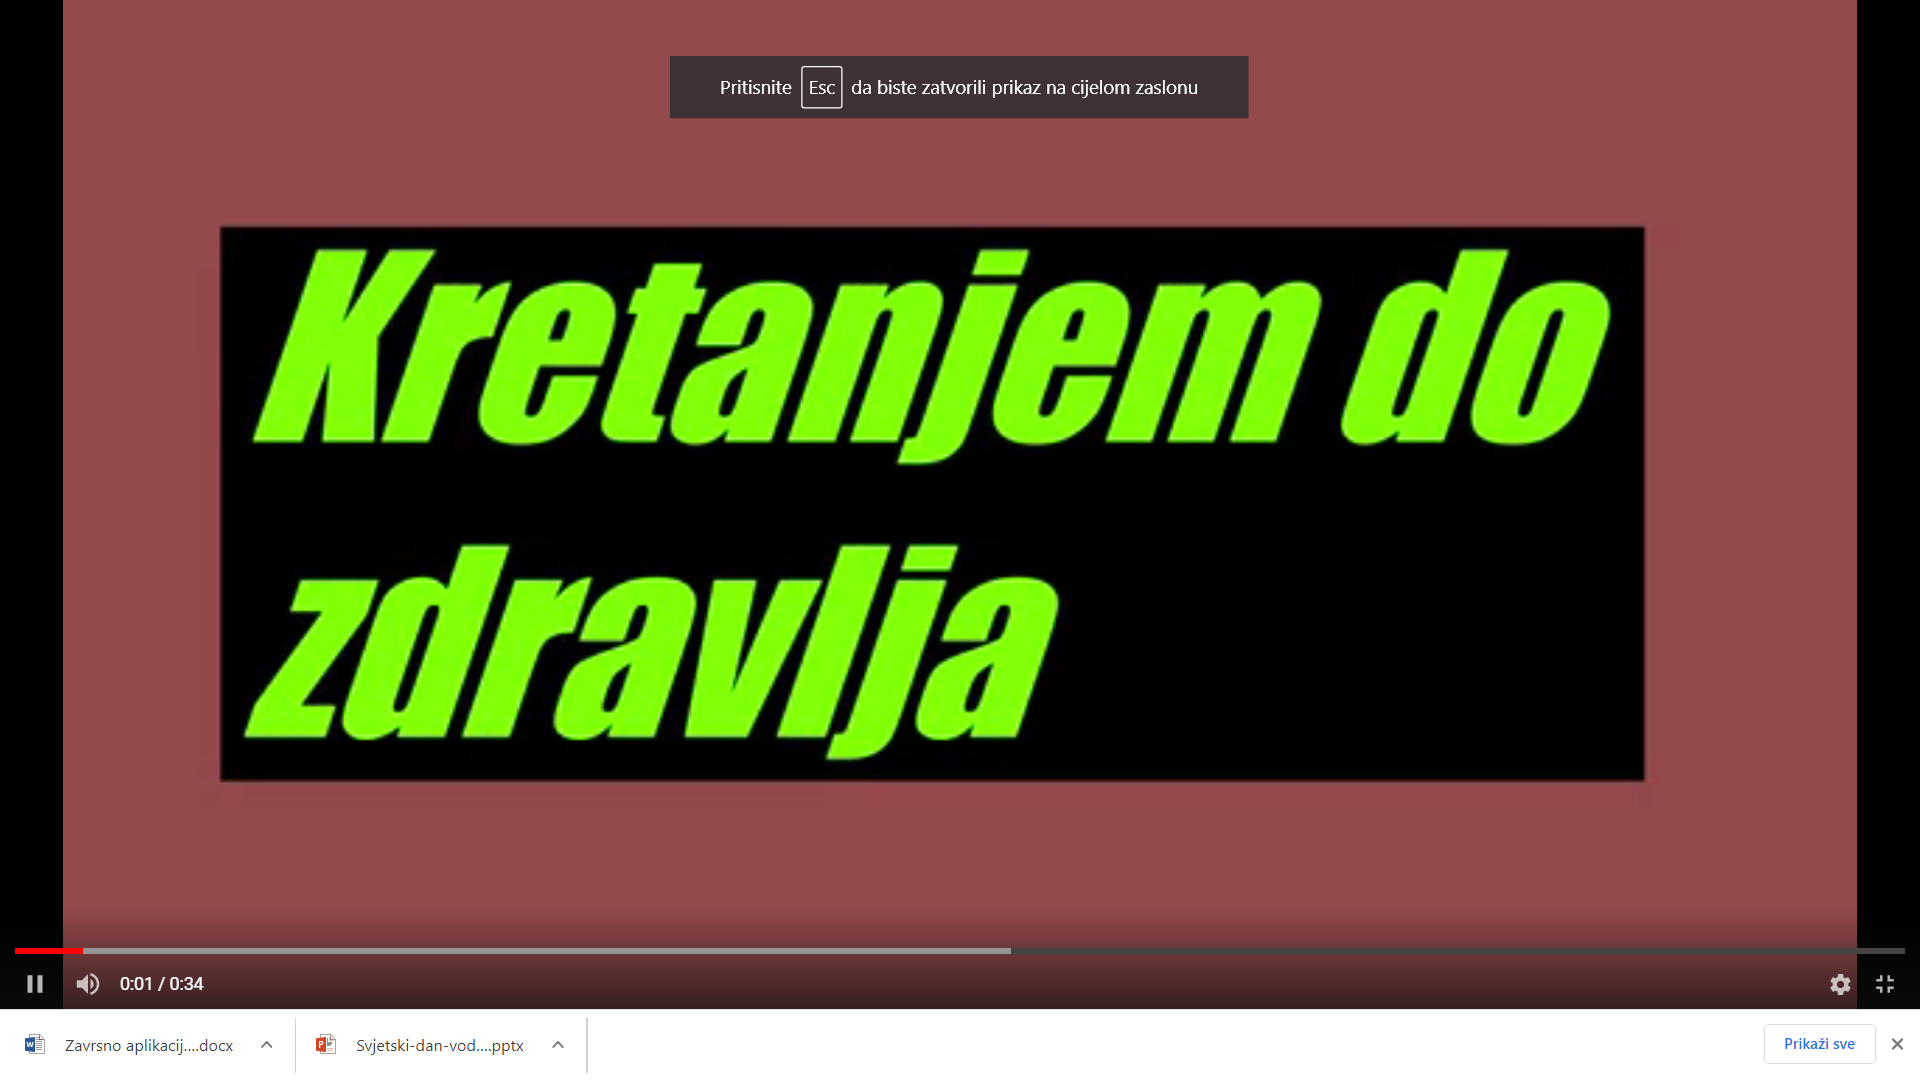 Pritisnite Esc da biste zatvorili prikaz na cijelom zaslonu
Kretanjem do
zdravlja
0:01 / 0:34
Zavrsno aplikacij....docx
Svjetski-dan-vod....pptx
Prikaži sve